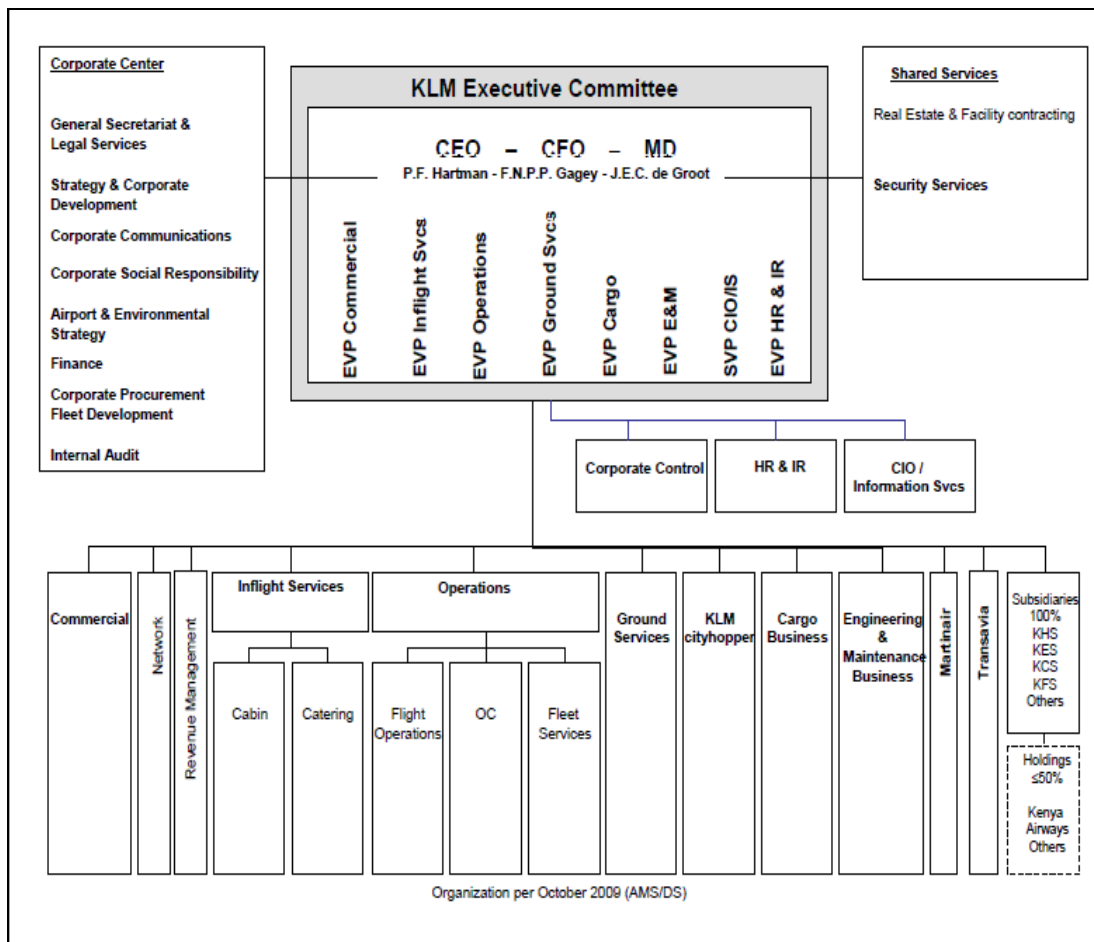 Corporate Center
General Secretariat &
Legal Services
Strategy & Corporate
Development
Corporate Communications
Corporate Social Responsibility
Airport & Environmental
Strategy
Finance
Corporate Procurement
Fleet Development
Internal Audit
KLM Executive Committee
CEO – CFO – MD
P.F. Hartman - F.N.P.P. Gagey - J.E.C. de Groot
EVP Commercial
EVP Inflight Svcs
EVP Operations
EVP Ground Svcs
EVP Cargo
EVP E&M
SVP CIO/IS
EVP HR & IR
Shared Services
Real Estate & Facility contracting
Security Services
Corporate Control
HR & IR
CIO /
Information Svcs
Commercial
Network
Revenue Management
Inflight Services
Cabin
Catering
Operations
Flight
Operations
OC
Fleet
Services
Ground
Services
KLM
cityhopper
Cargo
Business
Engineering
&
Maintenance
Business
Martinair
Transavia
Subsidiaries
100%
KHS
KES
KCS
KFS
Others
Holdings
≤50%
Kenya
Airways
Others
Organization per October 2009 (AMS/DS)